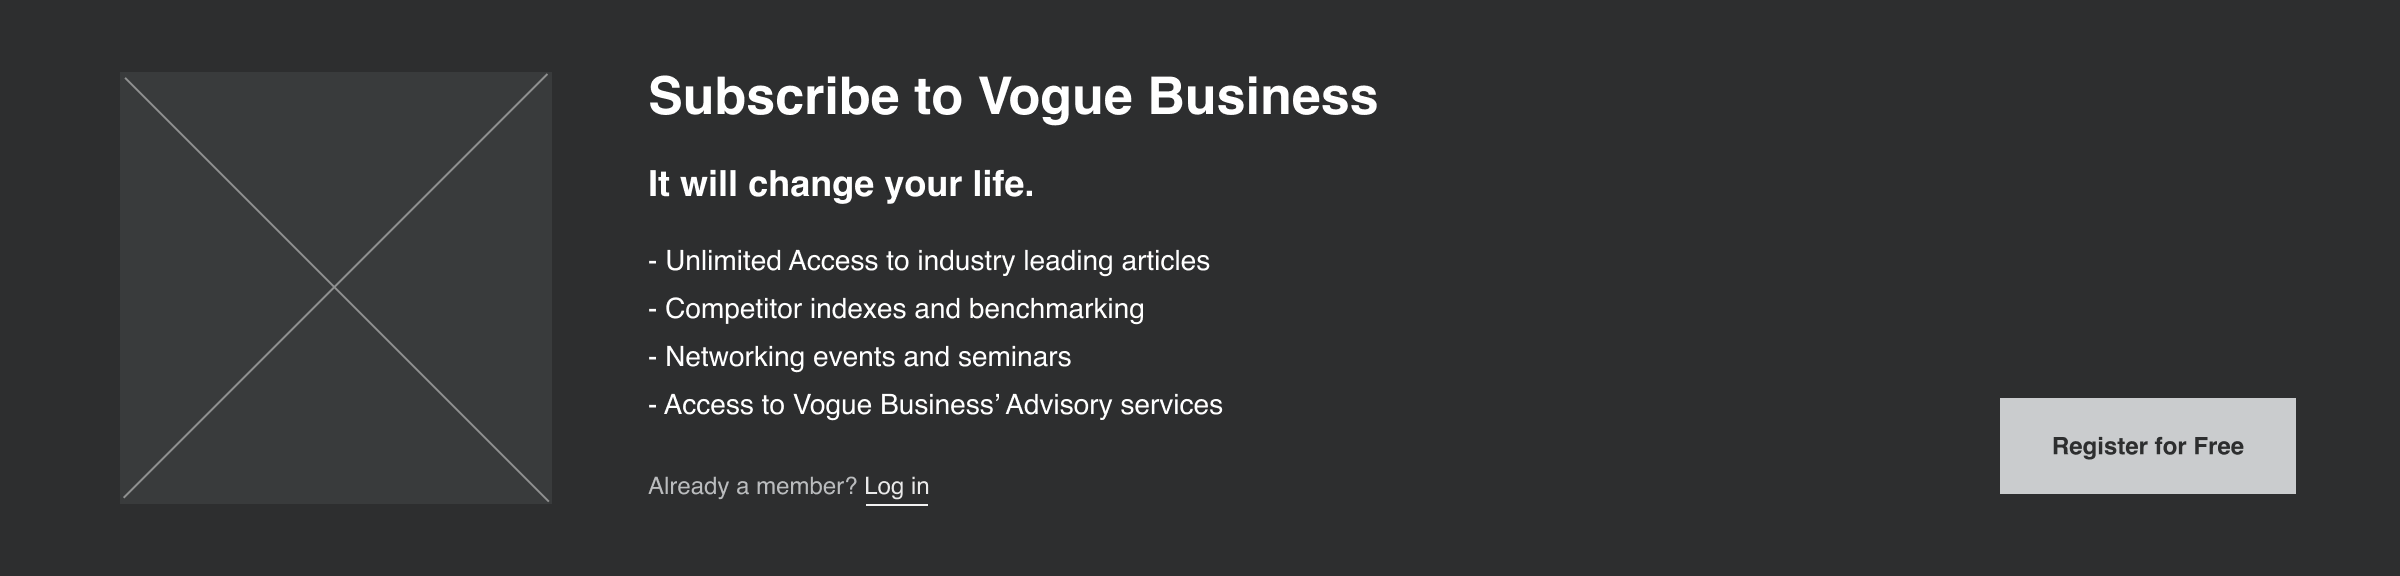 Subscribe to Vogue Business
It will change your life.
- Unlimited Access to industry leading articles
- Competitor indexes and benchmarking
- Networking events and seminars
- Access to Vogue Business’ Advisory services
Already a member? Log in
Register for Free